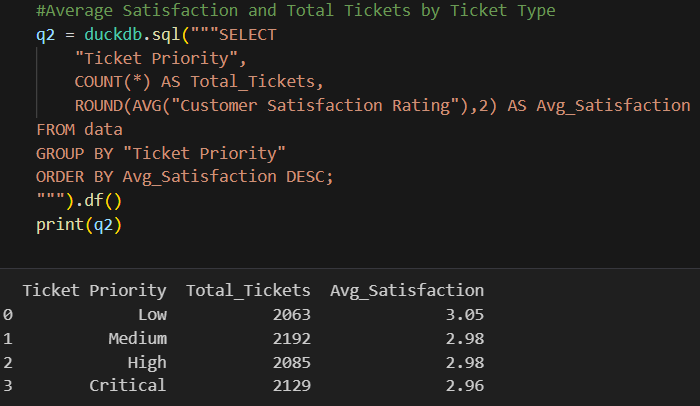 #Average Satisfaction and Total Tickets by Ticket Type
q2 = duckdb.sql("""SELECT
    "Ticket Priority",
    COUNT(*) AS Total_Tickets,
    ROUND(AVG("Customer Satisfaction Rating"),2) AS Avg_Satisfaction
FROM data
GROUP BY "Ticket Priority"
ORDER BY Avg_Satisfaction DESC;
""").df()
print(q2)
  Ticket Priority  Total_Tickets  Avg_Satisfaction
0             Low           2063              3.05
1          Medium           2192              2.98
2            High           2085              2.98
3        Critical           2129              2.96